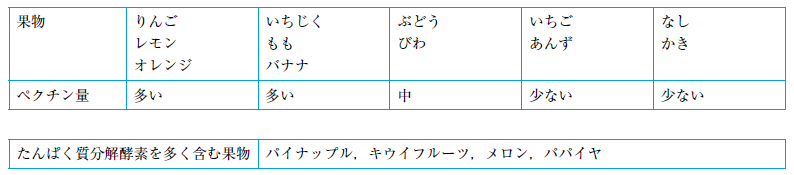 果物 りんご いちじく ぶどう いちご なし
レモン もも びわ あんず かき
オレンジ バナナ
ペクチン量 多い 多い 中 少ない 少ない
たんぱく質分解酵素を多く含む果物 パイナップル，キウイフルーツ，メロン，パパイヤ